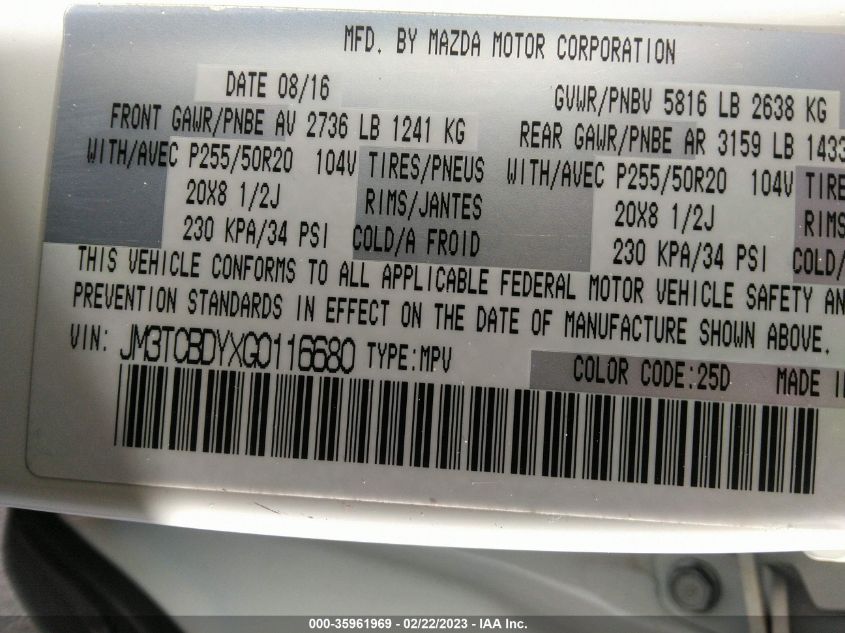 MFD. BY MAZDA MOTOR CORPORATION
DATE 08/16 GVWR/PNBV 5816 LB 2638 KG
FRONT GAWR/PNBE AV 2736 LB 1241 KG REAR GAWR/PNBE AR 3159 LB 1433
WITH/AVEC P255/50R20 104V TIRES/PNEUS WITH/AVEC P255/50R20 104V TIRE
20X8 1/2J RIMS/JANTES 20X8 1/2J RIMS
230 KPA/34 PSI COLD/A FROID 230 KPA/34 PSI COLD/
THIS VEHICLE CONFORMS TO ALL APPLICABLE FEDERAL MOTOR VEHICLE SAFETY AN
PREVENTION STANDARDS IN EFFECT ON THE DATE OF MANUFACTURE SHOWN ABOVE.
VIN: JM3TCBDYXG0116680 TYPE:MPV COLOR CODE:25D MADE I
000-35961969 - 02/22/2023 - IAA Inc.